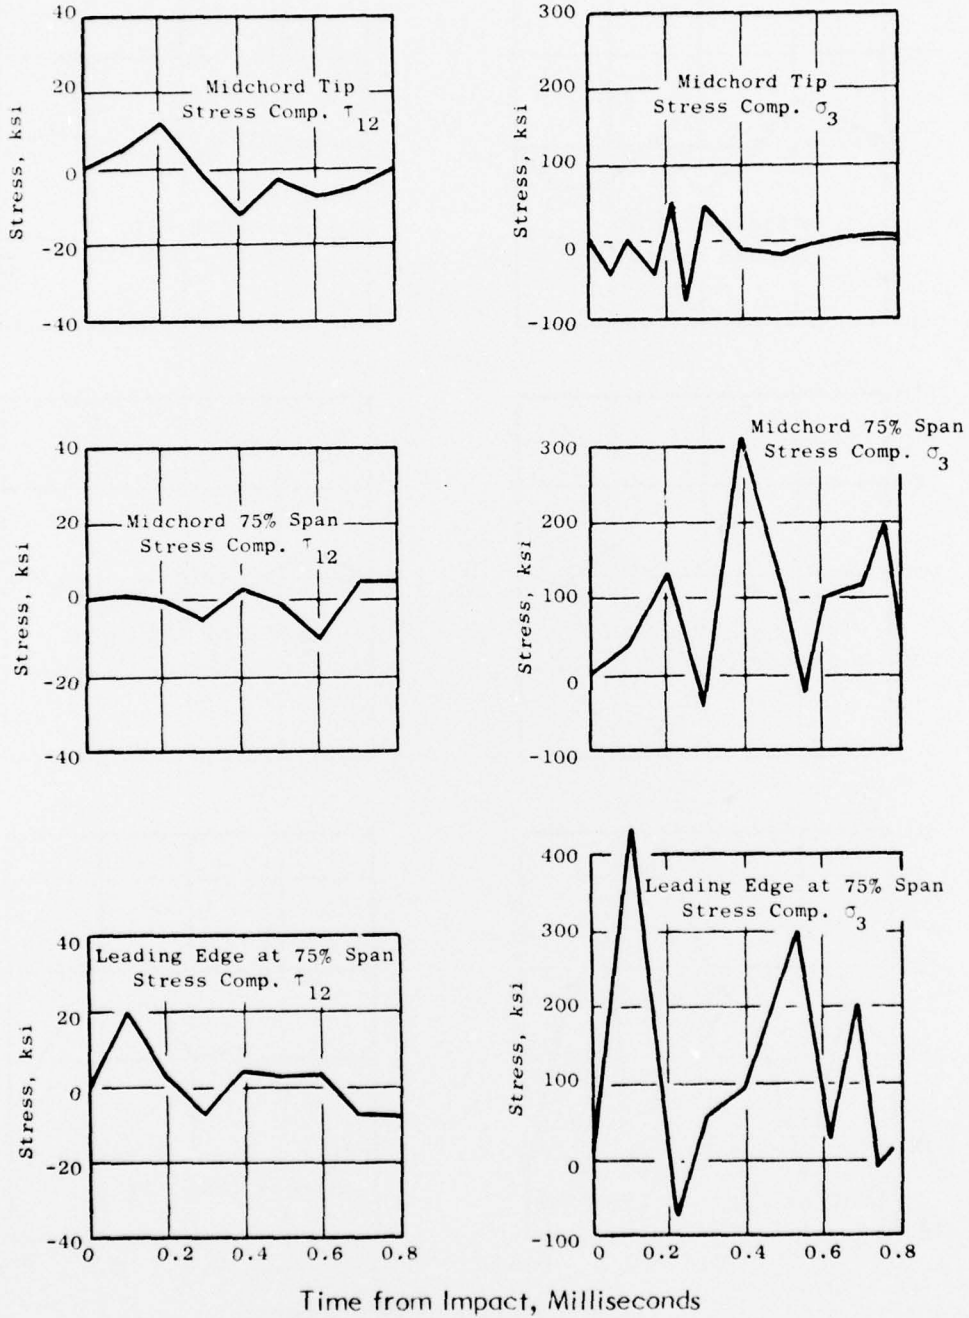 40
20
0
-20
-40
Stress, ksi
Midchord Tip
Stress Comp. τ12
300
200
100
0
-100
Stress, ksi
Midchord Tip
Stress Comp. σ3
40
20
0
-20
-40
Stress, ksi
Midchord 75% Span
Stress Comp. τ12
300
200
100
0
-100
Stress, ksi
Midchord 75% Span
Stress Comp. σ3
40
20
0
-20
-40
Stress, ksi
Leading Edge at 75% Span
Stress Comp. τ12
0 0.2 0.4 0.6 0.8
400
300
200
100
0
-100
Stress, ksi
Leading Edge at 75% Span
Stress Comp. σ3
0 0.2 0.4 0.6 0.8
Time from Impact, Milliseconds